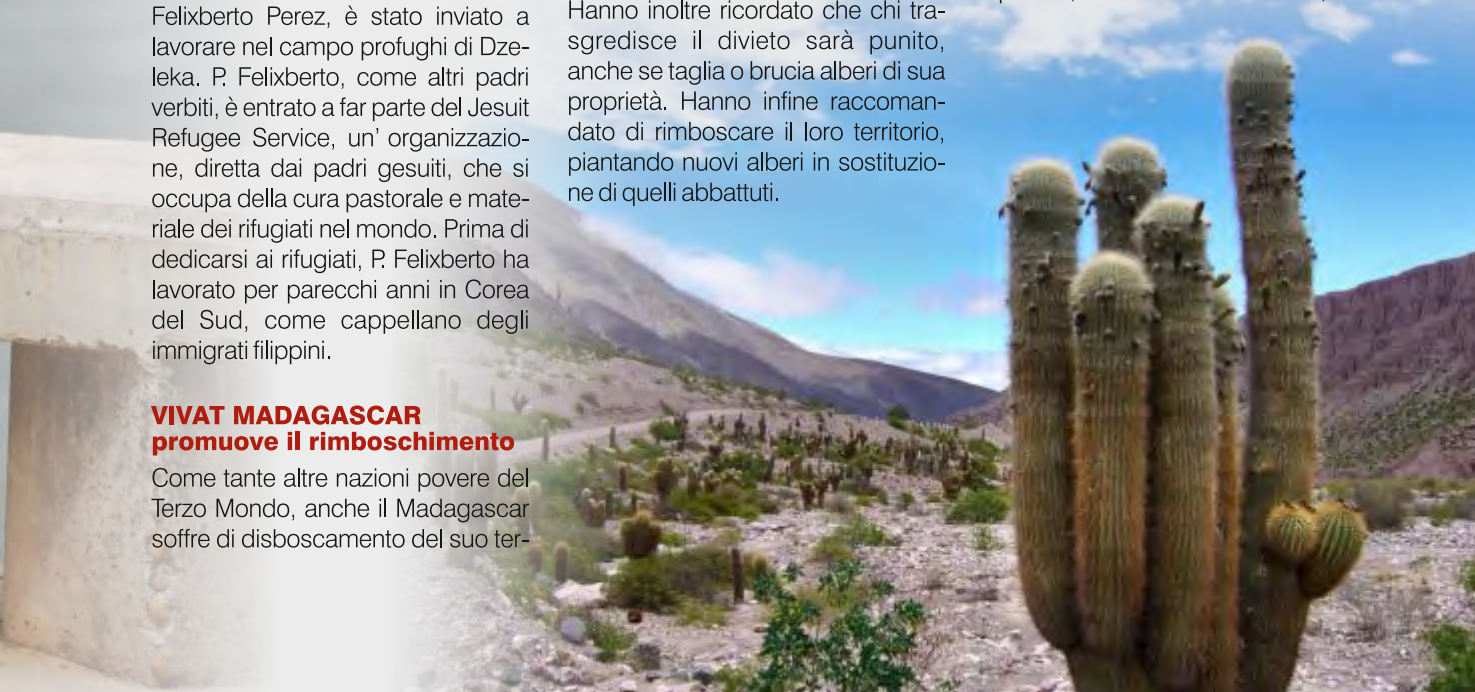 Felixberto Perez, è stato inviato a
lavorare nel campo profughi di Dze-
leka. P. Felixberto, come altri padri
verbiti, è entrato a far parte del Jesuit
Refugee Service, un’ organizzazio-
ne, diretta dai padri gesuiti, che si
occupa della cura pastorale e mate-
riale dei rifugiati nel mondo. Prima di
dedicarsi ai rifugiati, P. Felixberto ha
lavorato per parecchi anni in Corea
del Sud, come cappellano degli
immigrati filippini.
VIVAT MADAGASCAR
promuove il rimboschimento
Come tante altre nazioni povere del
Terzo Mondo, anche il Madagascar
soffre di disboscamento del suo ter-
Hanno inoltre ricordato che chi tra-
sgredisce il divieto sarà punito,
anche se taglia o brucia alberi di sua
proprietà. Hanno infine raccoman-
dato di rimboscare il loro territorio,
piantando nuovi alberi in sostituzio-
ne di quelli abbattuti.